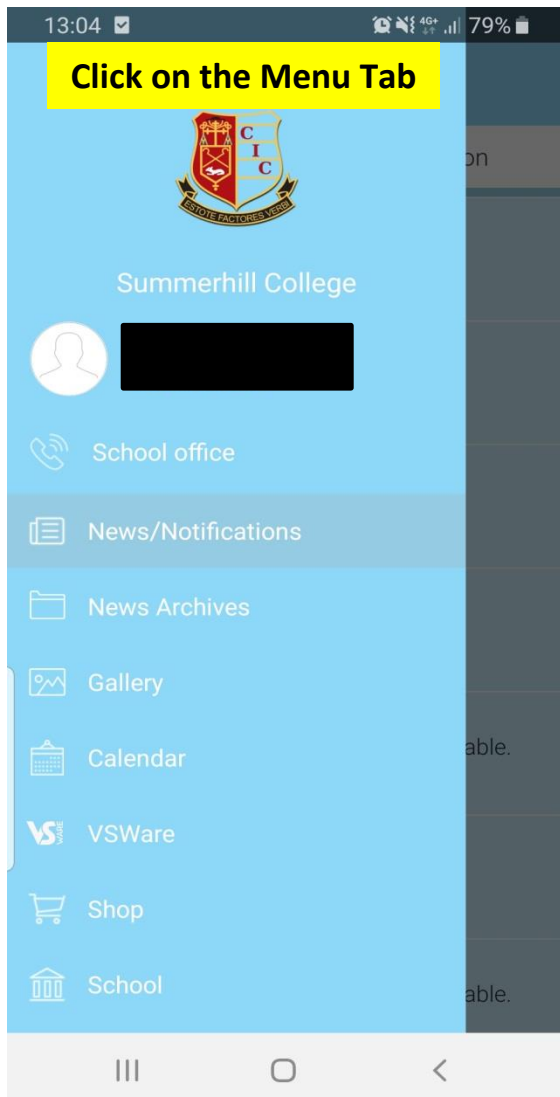 13:04 4G+ 79%
Click on the Menu Tab
on
C
I
C
ESTOTE FACTORES VERBI
Summerhill College
School office
News/Notifications
News Archives
Gallery
able.
Calendar
VSWARE VSWare
Shop
School
able.